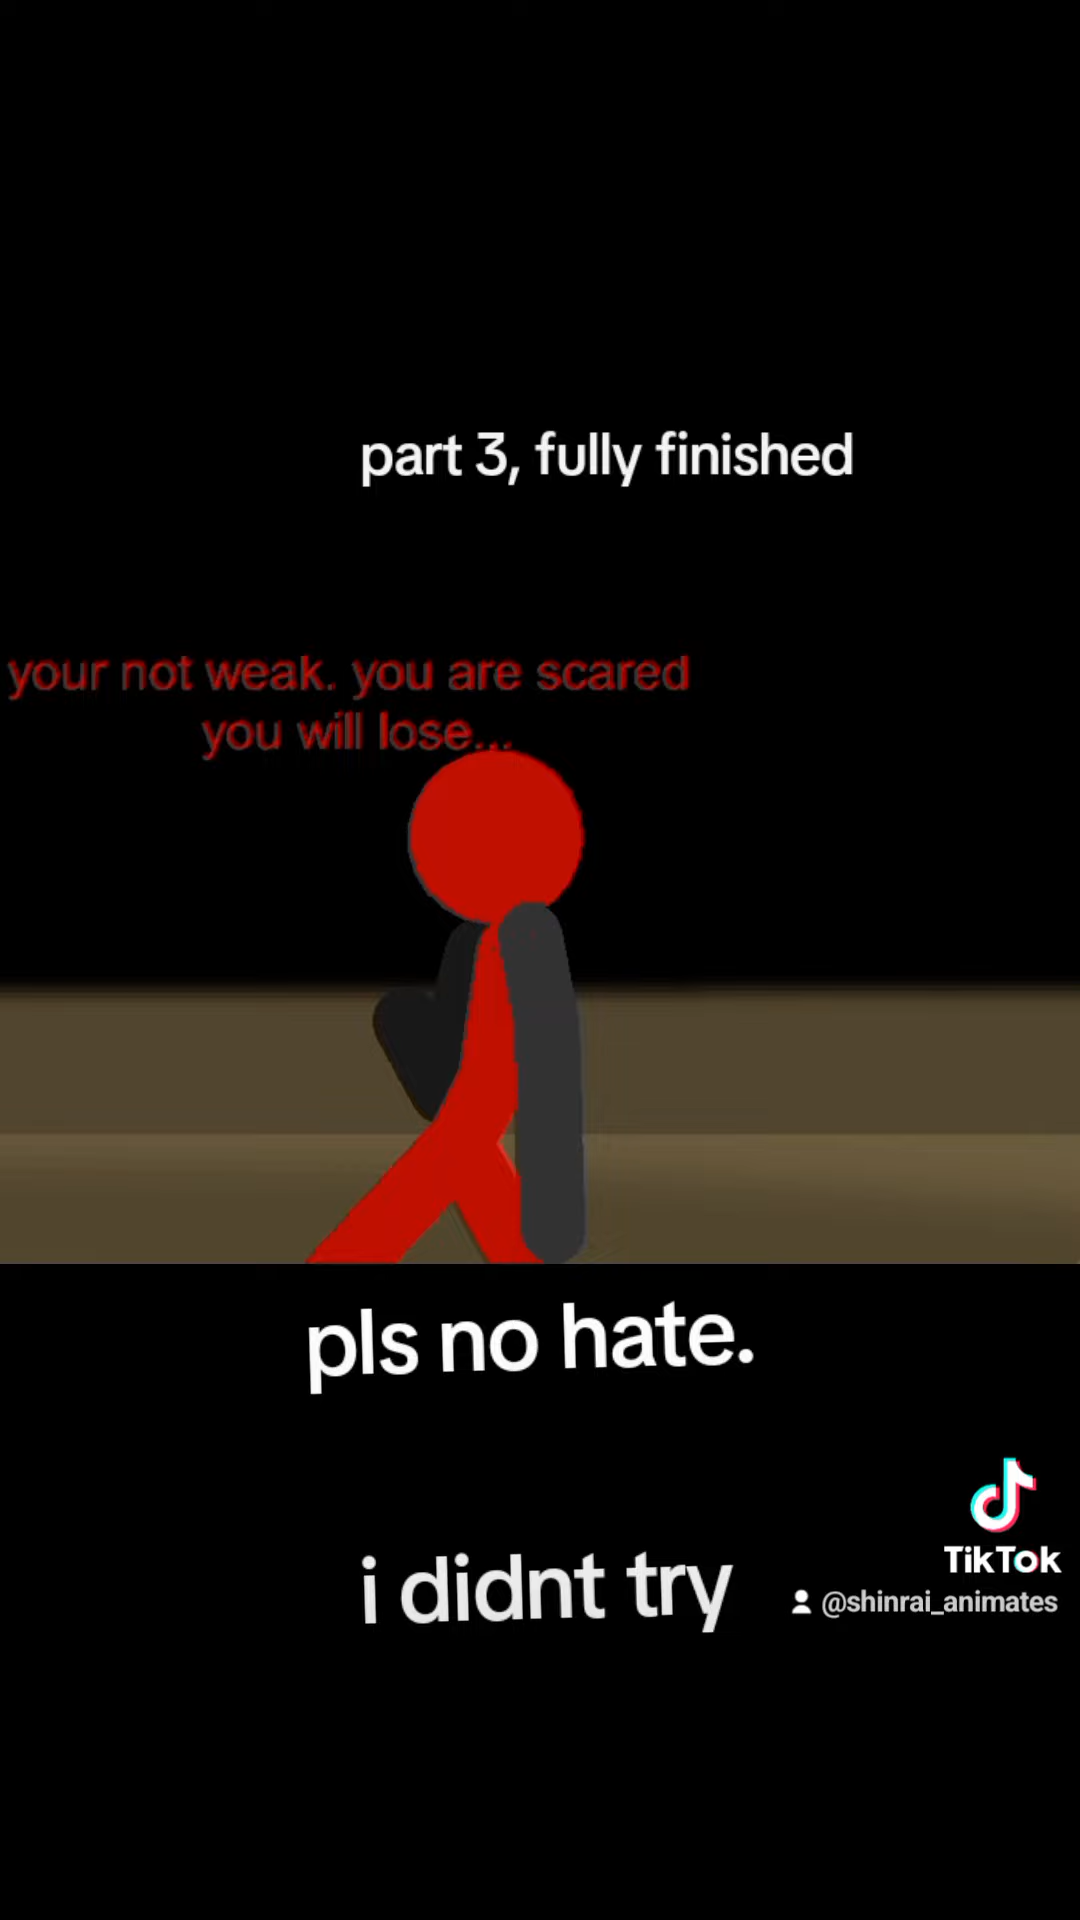 part 3, fully finished
your not weak. you are scared
you will lose...
pls no hate.
i didnt try
TikTok
@shinrai_animates